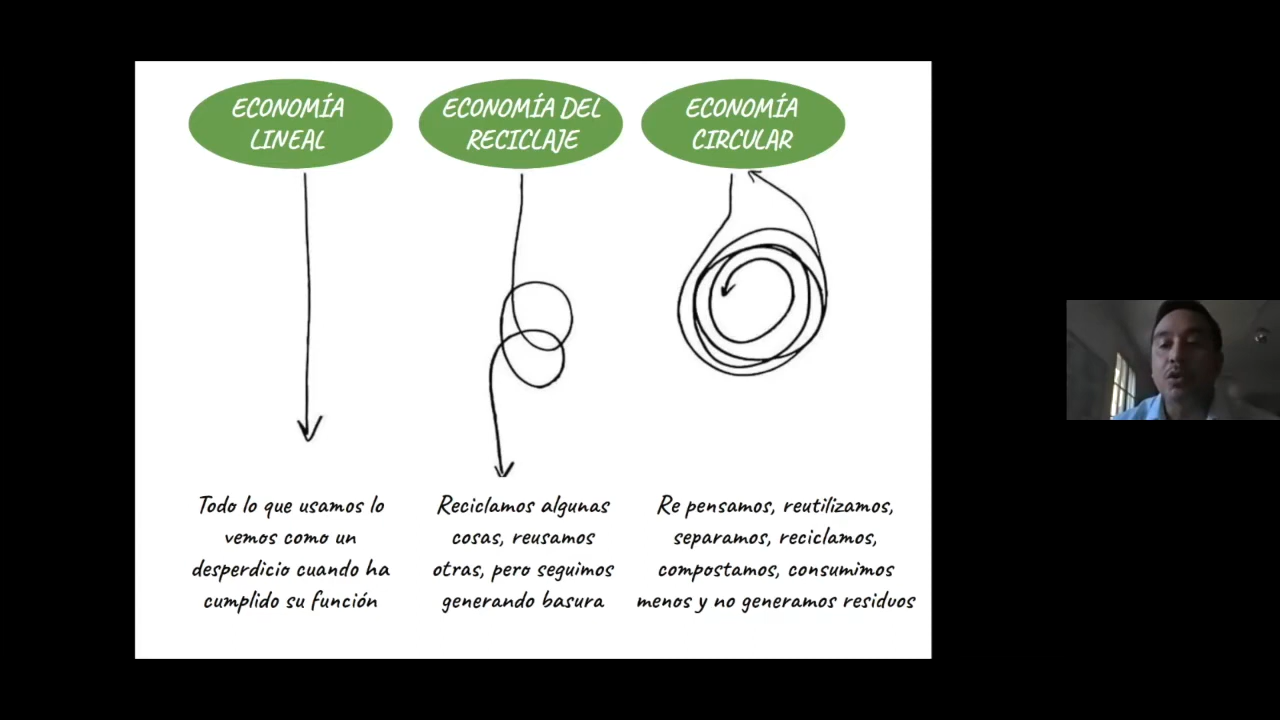 ECONOMÍA
LINEAL
ECONOMÍA DEL
RECICLAJE
ECONOMÍA
CIRCULAR
Todo lo que usamos lo
vemos como un
desperdicio cuando ha
cumplido su función
Reciclamos algunas
cosas, reusamos
otras, pero seguimos
generando basura
Re pensamos, reutilizamos,
separamos, reciclamos,
compostamos, consumimos
menos y no generamos residuos